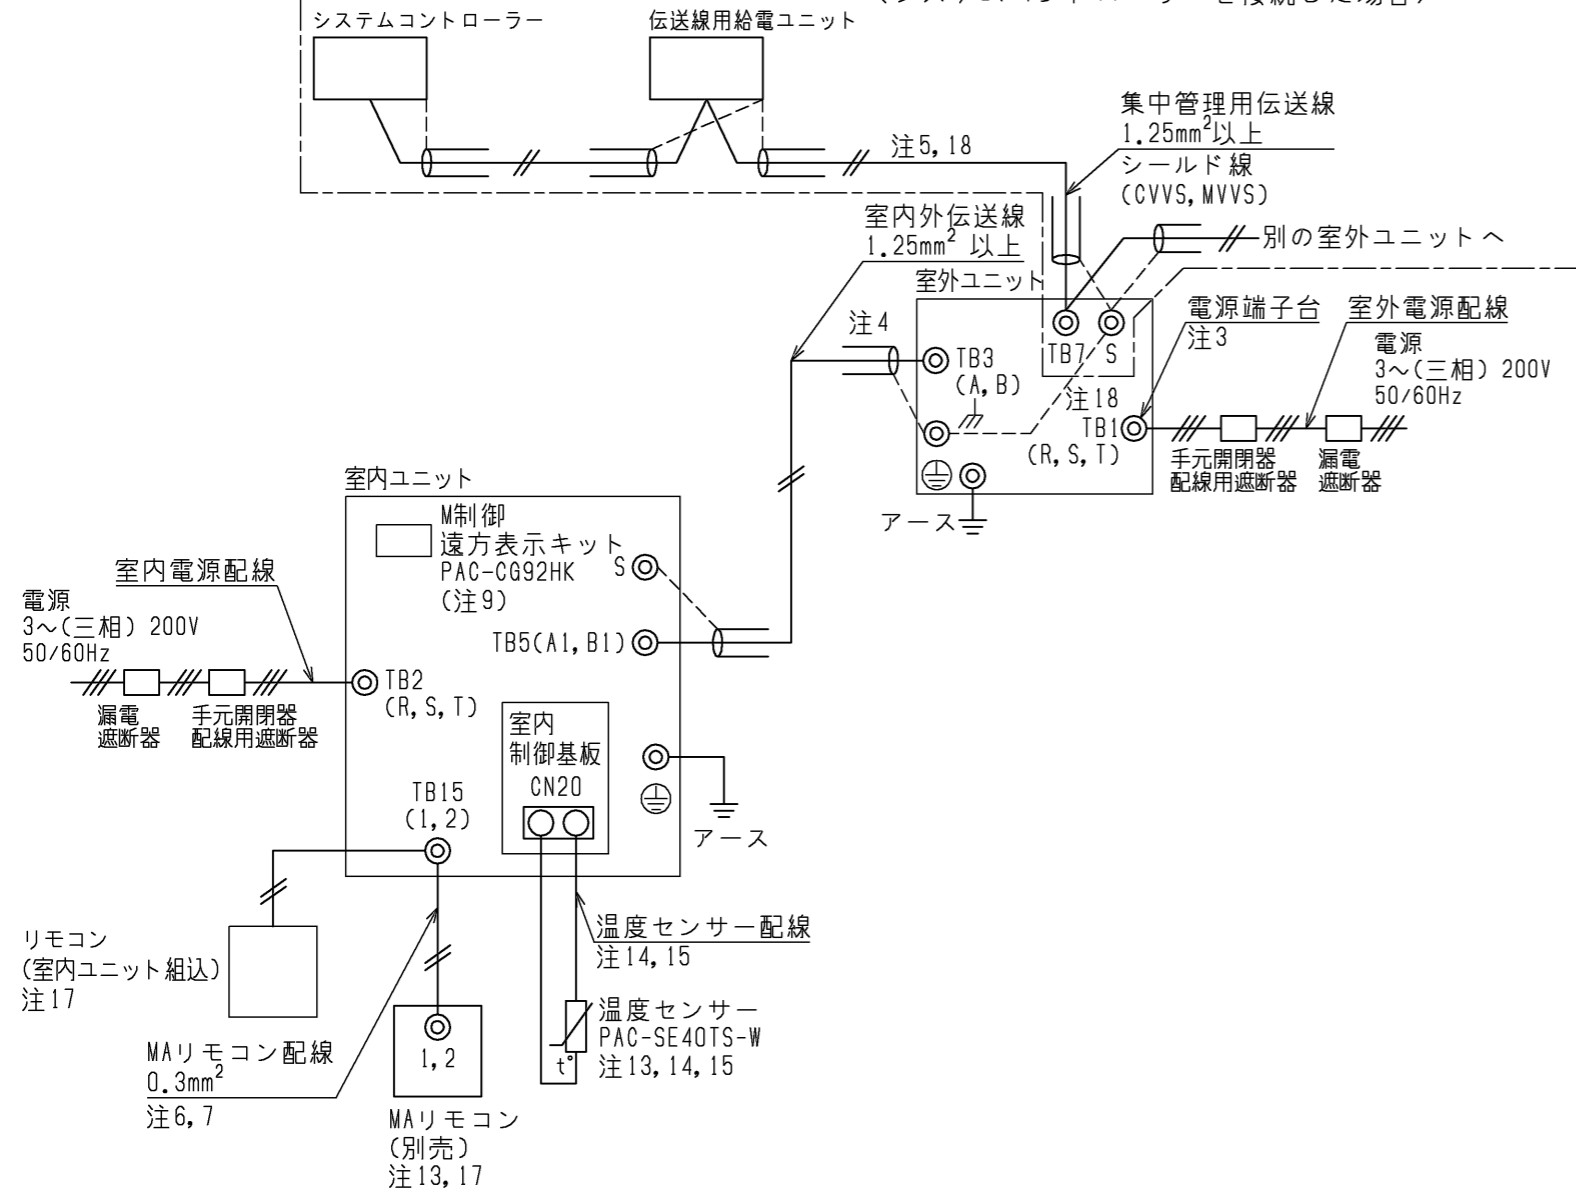 システムコントローラー
伝送線用給電ユニット
集中管理用伝送線
1.25mm²以上
シールド線
(CVVS,MVVS)
注5,18
別の室外ユニットへ
室内外伝送線
1.25mm² 以上
室外ユニット
注4
TB3
(A,B)
TB7
S
注18
TB1
(R,S,T)
アース
電源端子台
注3
室外電源配線
電源
3〜(三相) 200V
50/60Hz
手元開閉器
配線用遮断器
漏電
遮断器
室内ユニット
M制御
遠方表示キット
PAC-CG92HK
(注9)
S
TB5(A1,B1)
室内電源配線
電源
3〜(三相) 200V
50/60Hz
漏電
遮断器
手元開閉器
配線用遮断器
TB2
(R,S,T)
室内
制御基板
CN20
TB15
(1,2)
アース
リモコン
(室内ユニット組込)
注17
温度センサー配線
注14,15
温度センサー
PAC-SE40TS-W
注13,14,15
t°
MAリモコン配線
0.3mm²
注6,7
1,2
MAリモコン
(別売)
注13,17